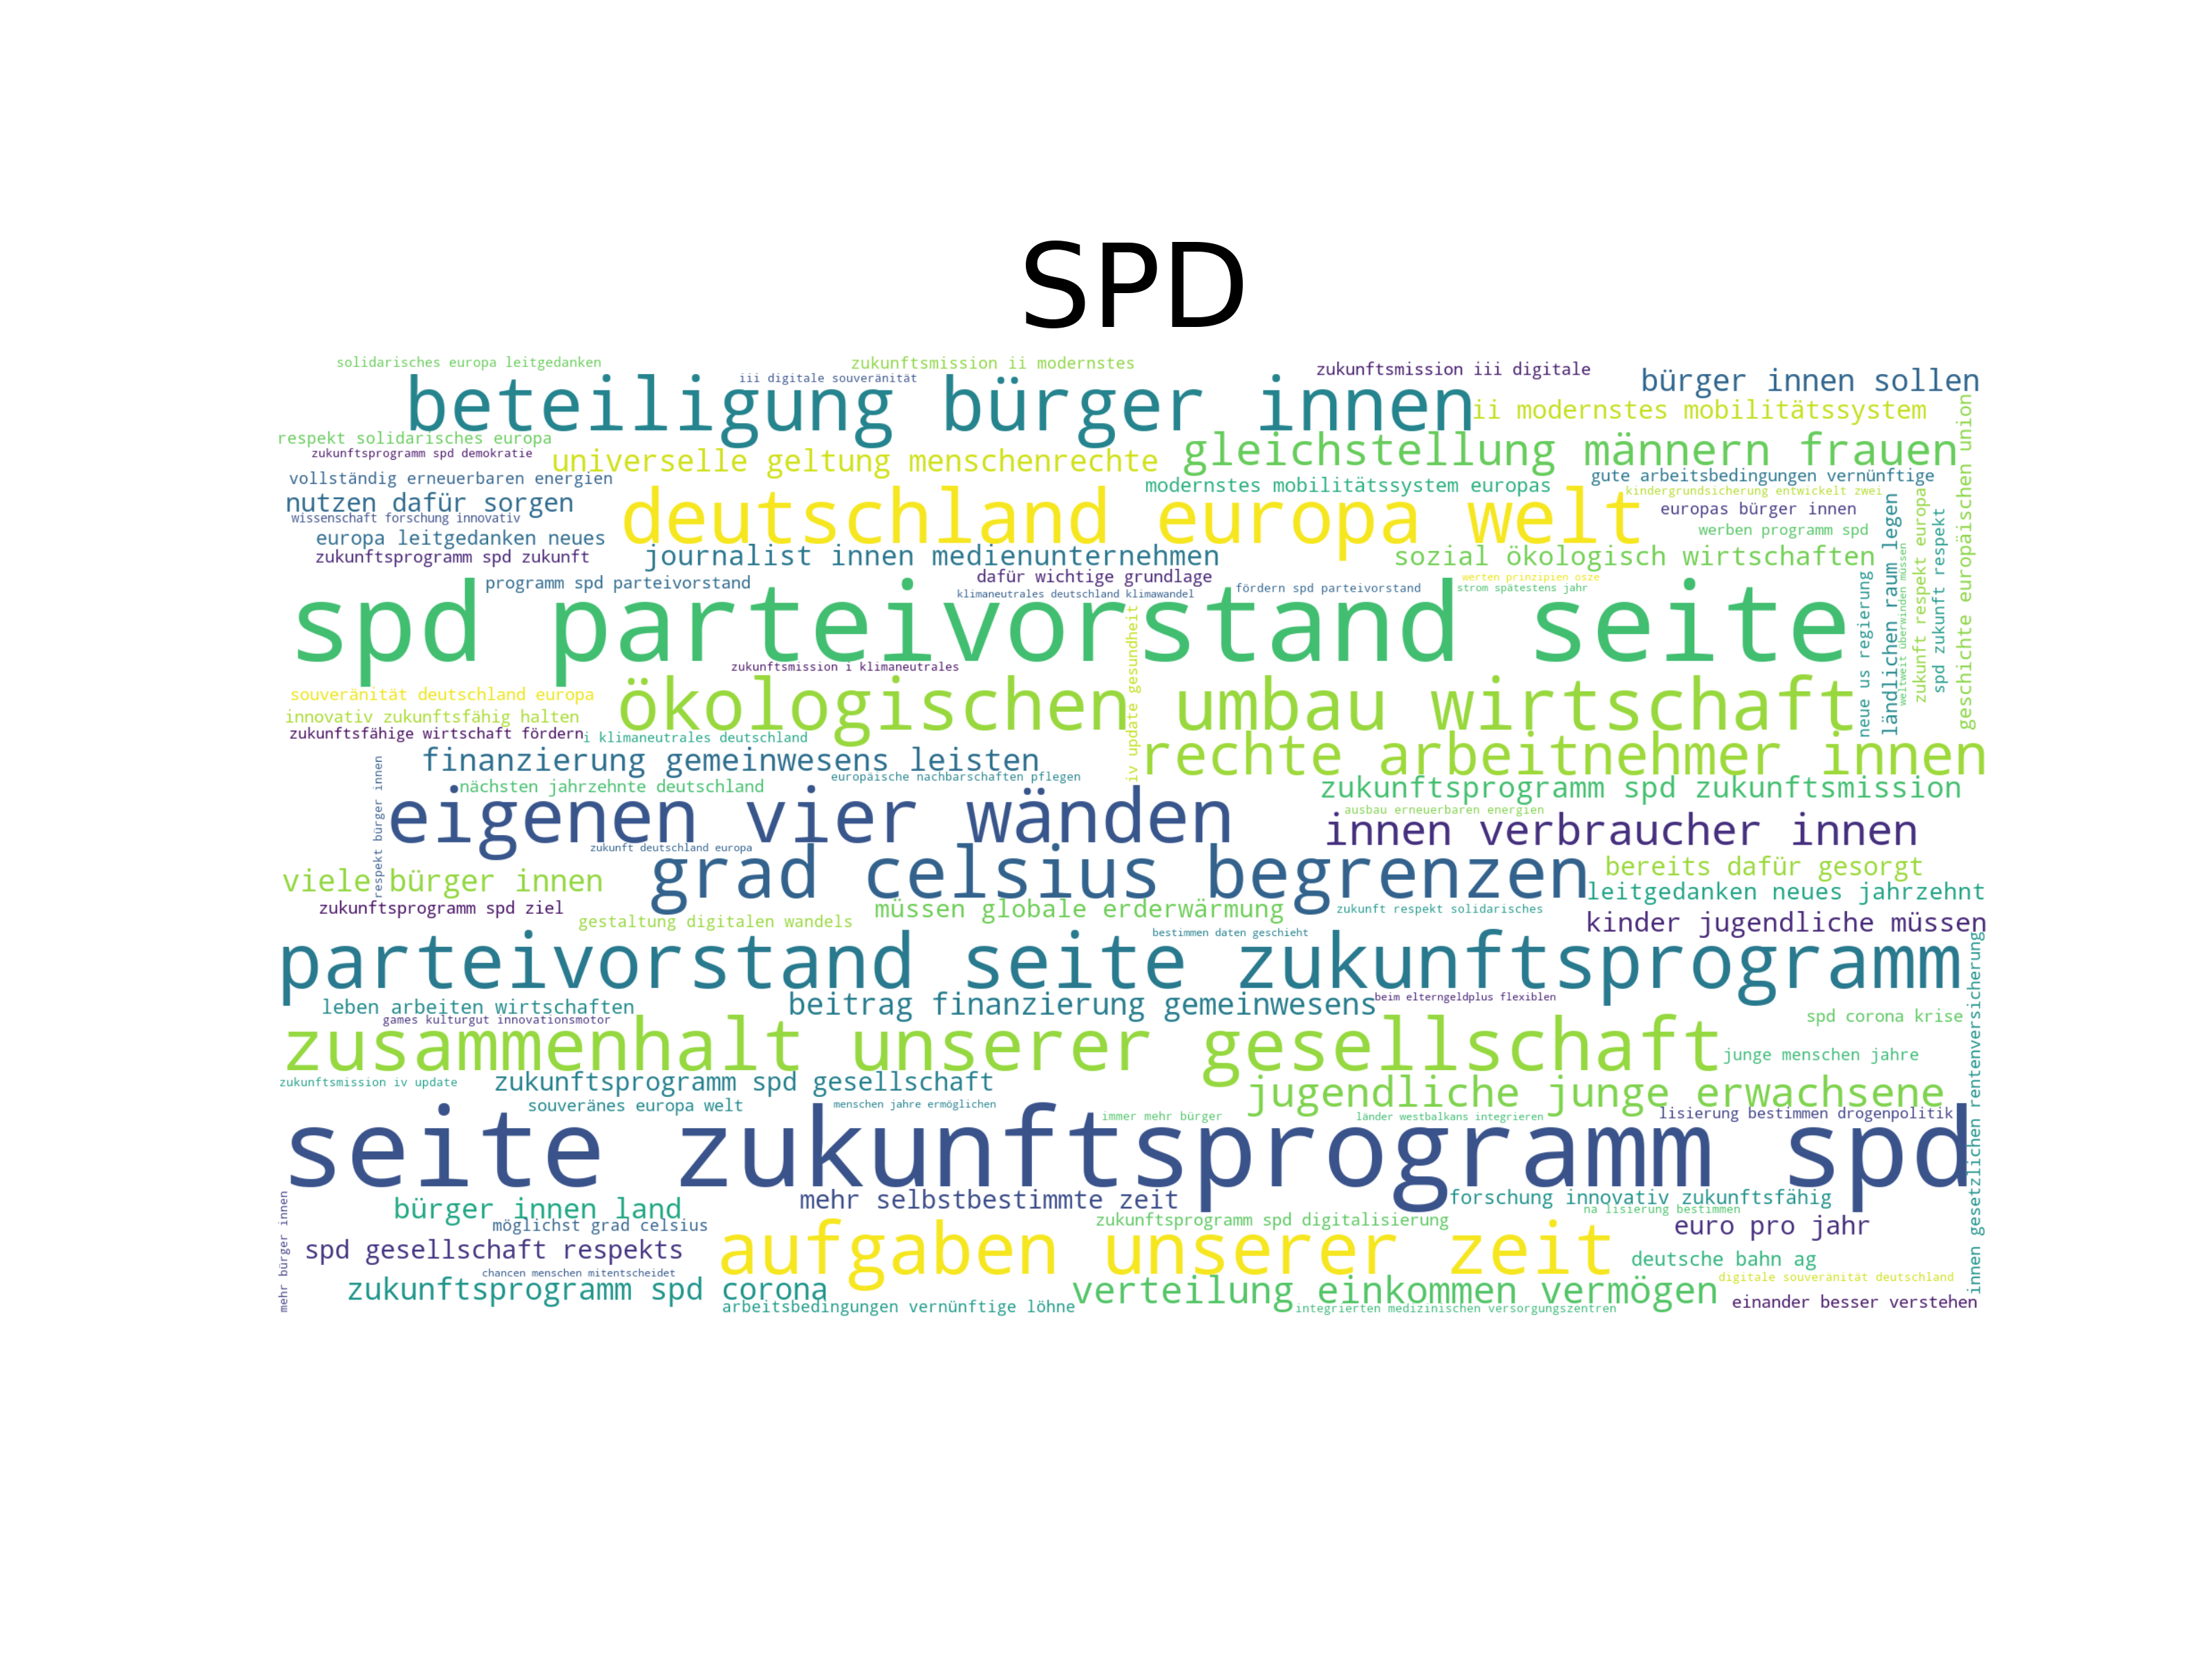 SPD
solidarisches europa leitgedanken
zukunftsmission ii modernstes
zukunftsmission iii digitale
iii digitale souveränität
bürger innen sollen
beteiligung bürger innen
ii modernstes mobilitätssystem
respekt solidarisches europa
zukunftsprogramm spd demokratie
universelle geltung menschenrechte
gleichstellung männern frauen
geschichte europäischen union
vollständig erneuerbaren energien
modernstes mobilitätssystem europas
gute arbeitsbedingungen vernünftige
kindergrundsicherung entwickelt zwei
nutzen dafür sorgen
deutschland europa welt
europas bürger innen
wissenschaft forschung innovativ
werben programm spd
europa leitgedanken neues
zukunftsprogramm spd zukunft
journalist innen medienunternehmen
sozial ökologisch wirtschaften
ländlichen raum legen
zukunft respekt europa
spd zukunft respekt
weltweit überwinden müssen
neue us regierung
programm spd parteivorstand
dafür wichtige grundlage
werten prinzipien osze
klimaneutrales deutschland klimawandel
fördern spd parteivorstand
strom spätestens jahr
spd parteivorstand seite
zukunftsmission i klimaneutrales
iv update gesundheit
souveränität deutschland europa
ökologischen umbau wirtschaft
innovativ zukunftsfähig halten
zukunftsfähige wirtschaft fördern
i klimaneutrales deutschland
finanzierung gemeinwesens leisten
rechte arbeitnehmer innen
europäische nachbarschaften pflegen
nächsten jahrzehnte deutschland
zukunftsprogramm spd zukunftsmission
respekt bürger innen
eigenen vier wänden
ausbau erneuerbaren energien
innen verbraucher innen
zukunft deutschland europa
grad celsius begrenzen
bereits dafür gesorgt
viele bürger innen
leitgedanken neues jahrzehnt
zukunftsprogramm spd ziel
müssen globale erderwärmung
zukunft respekt solidarisches
gestaltung digitalen wandels
kinder jugendliche müssen
bestimmen daten geschieht
parteivorstand seite zukunftsprogramm
innen gesetzlichen rentenversicherung
leben arbeiten wirtschaften
beitrag finanzierung gemeinwesens
beim elterngeldplus flexiblen
games kulturgut innovationsmotor
spd corona krise
zusammenhalt unserer gesellschaft
junge menschen jahre
zukunftsmission iv update
zukunftsprogramm spd gesellschaft
jugendliche junge erwachsene
souveränes europa welt
menschen jahre ermöglichen
immer mehr bürger
länder westbalkans integrieren
lisierung bestimmen drogenpolitik
seite zukunftsprogramm spd
mehr bürger innen
bürger innen land
mehr selbstbestimmte zeit
forschung innovativ zukunftsfähig
na lisierung bestimmen
möglichst grad celsius
zukunftsprogramm spd digitalisierung
euro pro jahr
spd gesellschaft respekts
aufgaben unserer zeit
deutsche bahn ag
chancen menschen mitentscheidet
digitale souveränität deutschland
zukunftsprogramm spd corona
verteilung einkommen vermögen
einander besser verstehen
arbeitsbedingungen vernünftige löhne
integrierten medizinischen versorgungszentren